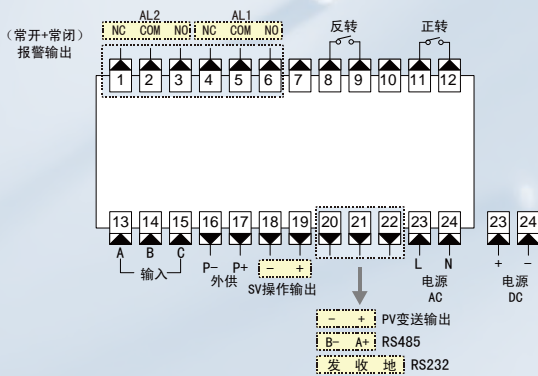 AL2 AL1
（常开+常闭） NC COM NO NC COM NO 反转 正转
报警输出
1 2 3 4 5 6 7 8 9 10 11 12
13 14 15 16 17 18 19 20 21 22 23 24 23 24
A B C P- P+ - + L N + -
输入 外供 SV操作输出 电源 电源
AC DC
- + PV变送输出
B- A+ RS485
发 收 地 RS232